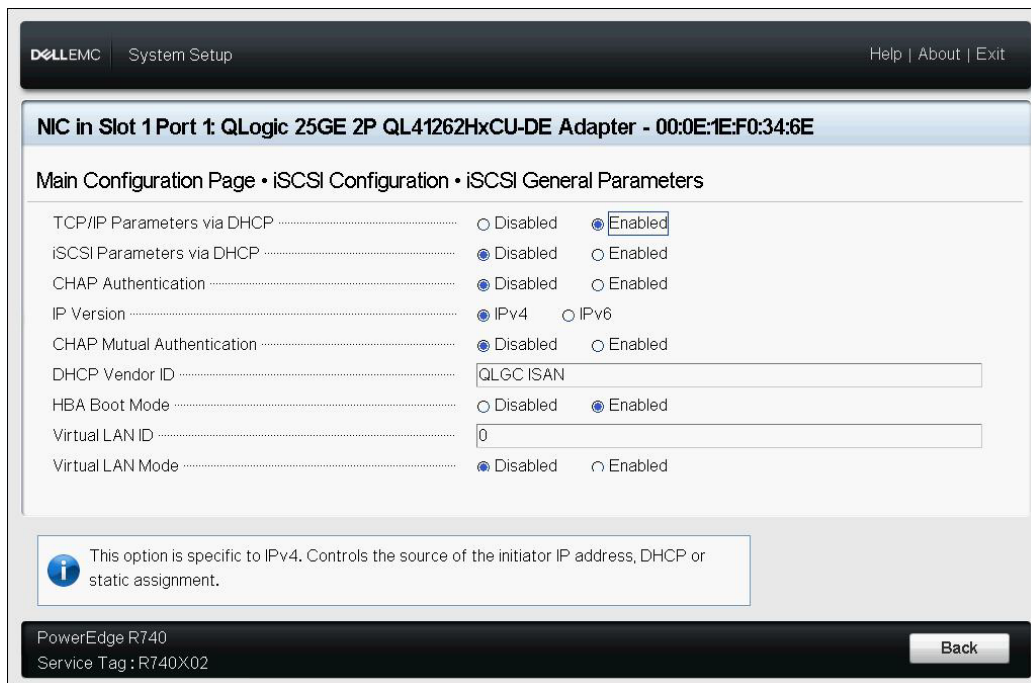 DELLEMC System Setup Help | About | Exit
NIC in Slot 1 Port 1: QLogic 25GE 2P QL41262HxCU-DE Adapter - 00:0E:1E:F0:34:6E
Main Configuration Page • iSCSI Configuration • iSCSI General Parameters
TCP/IP Parameters via DHCP Disabled Enabled
iSCSI Parameters via DHCP Disabled Enabled
CHAP Authentication Disabled Enabled
IP Version IPv4 IPv6
CHAP Mutual Authentication Disabled Enabled
DHCP Vendor ID QLGC ISAN
HBA Boot Mode Disabled Enabled
Virtual LAN ID 0
Virtual LAN Mode Disabled Enabled
This option is specific to IPv4. Controls the source of the initiator IP address, DHCP or
static assignment.
PowerEdge R740
Service Tag : R740X02
Back